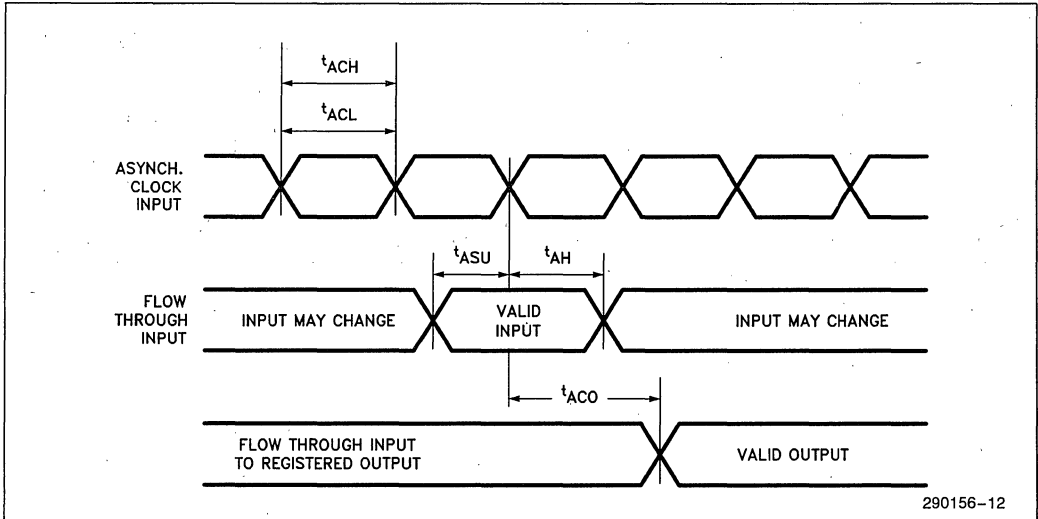 tACH
tACL
ASYNCH.
CLOCK
INPUT
tASU
tAH
FLOW
THROUGH
INPUT
INPUT MAY CHANGE
VALID
INPUT
INPUT MAY CHANGE
tACO
FLOW THROUGH INPUT
TO REGISTERED OUTPUT
VALID OUTPUT
290156-12